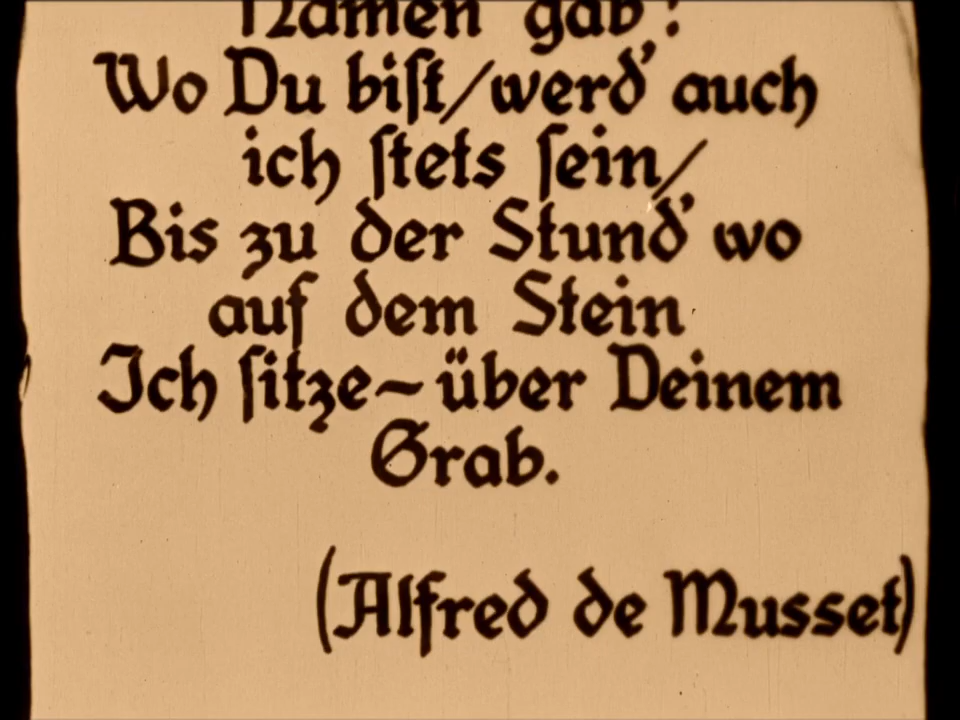 Namen gab:
Wo Du biſt/werd' auch
ich ſtets ſein/
Bis zu der Stund' wo
auf dem Stein
Ich ſitze—über Deinem
Grab.
(Alfred de Musset)